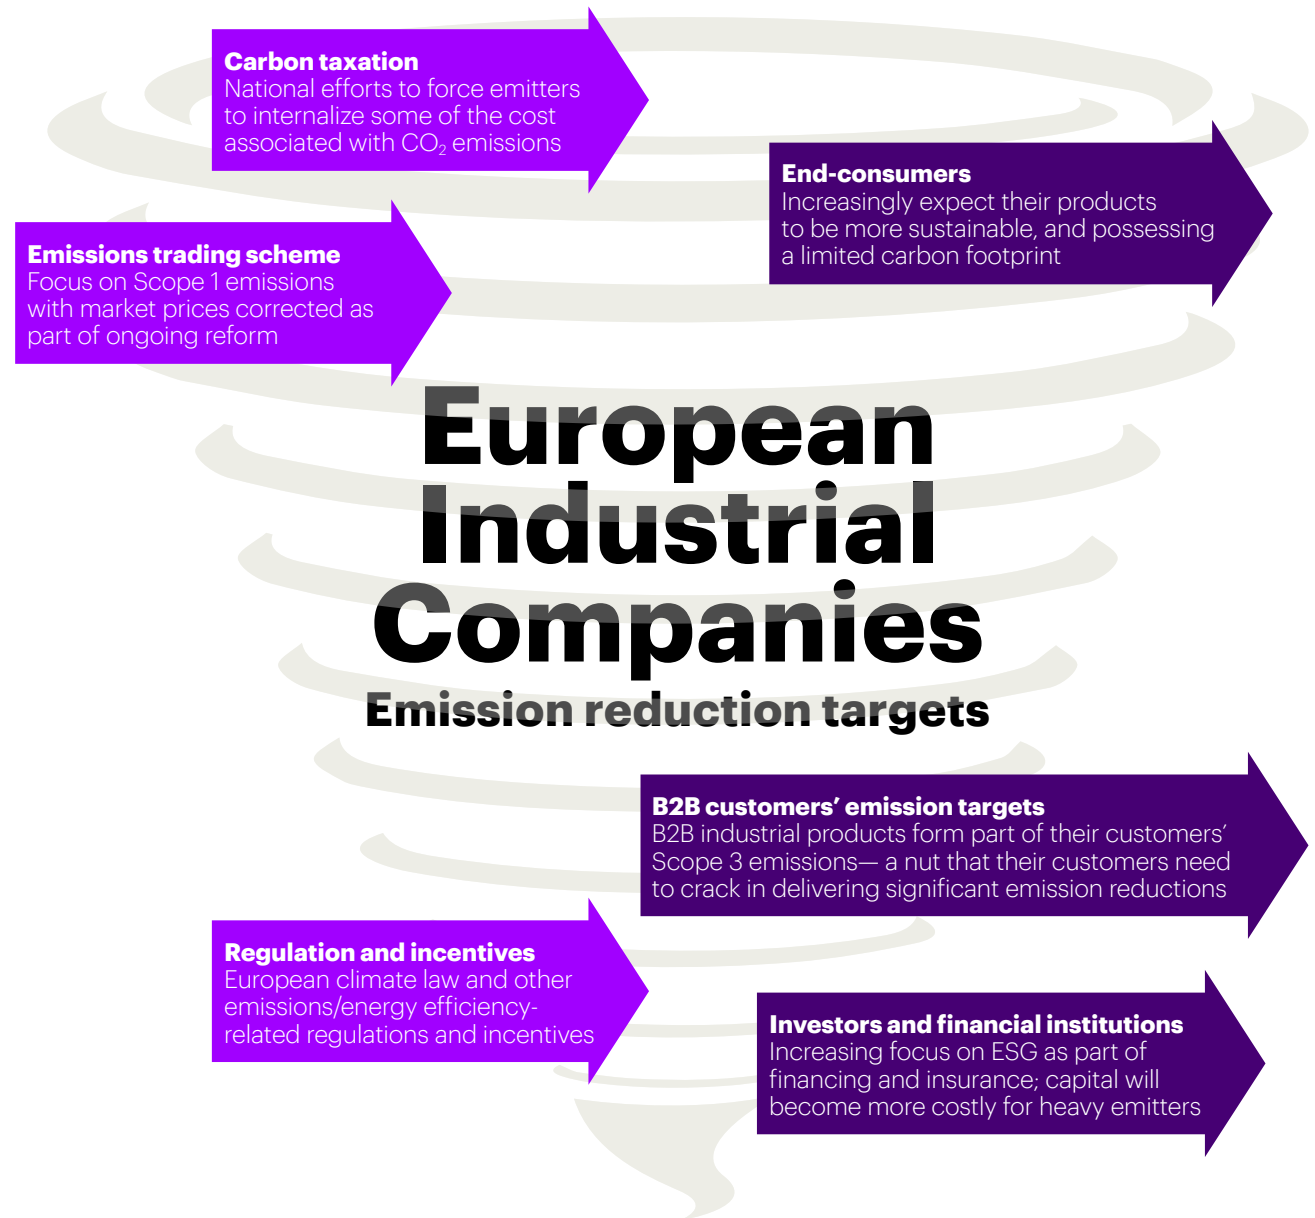 Carbon taxation
National efforts to force emitters
to internalize some of the cost
associated with CO₂ emissions
End-consumers
Increasingly expect their products
to be more sustainable, and possessing
a limited carbon footprint
Emissions trading scheme
Focus on Scope 1 emissions
with market prices corrected as
part of ongoing reform
European
Industrial
Companies
Emission reduction targets
B2B customers’ emission targets
B2B industrial products form part of their customers’
Scope 3 emissions— a nut that their customers need
to crack in delivering significant emission reductions
Regulation and incentives
European climate law and other
emissions/energy efficiency-
related regulations and incentives
Investors and financial institutions
Increasing focus on ESG as part of
financing and insurance; capital will
become more costly for heavy emitters